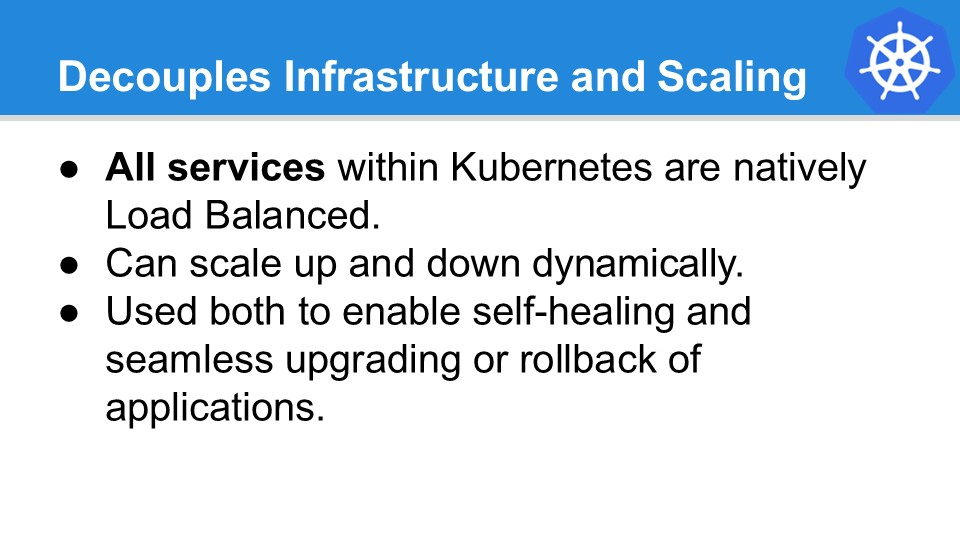 Decouples Infrastructure and Scaling
● All services within Kubernetes are natively
Load Balanced.
● Can scale up and down dynamically.
● Used both to enable self-healing and
seamless upgrading or rollback of
applications.